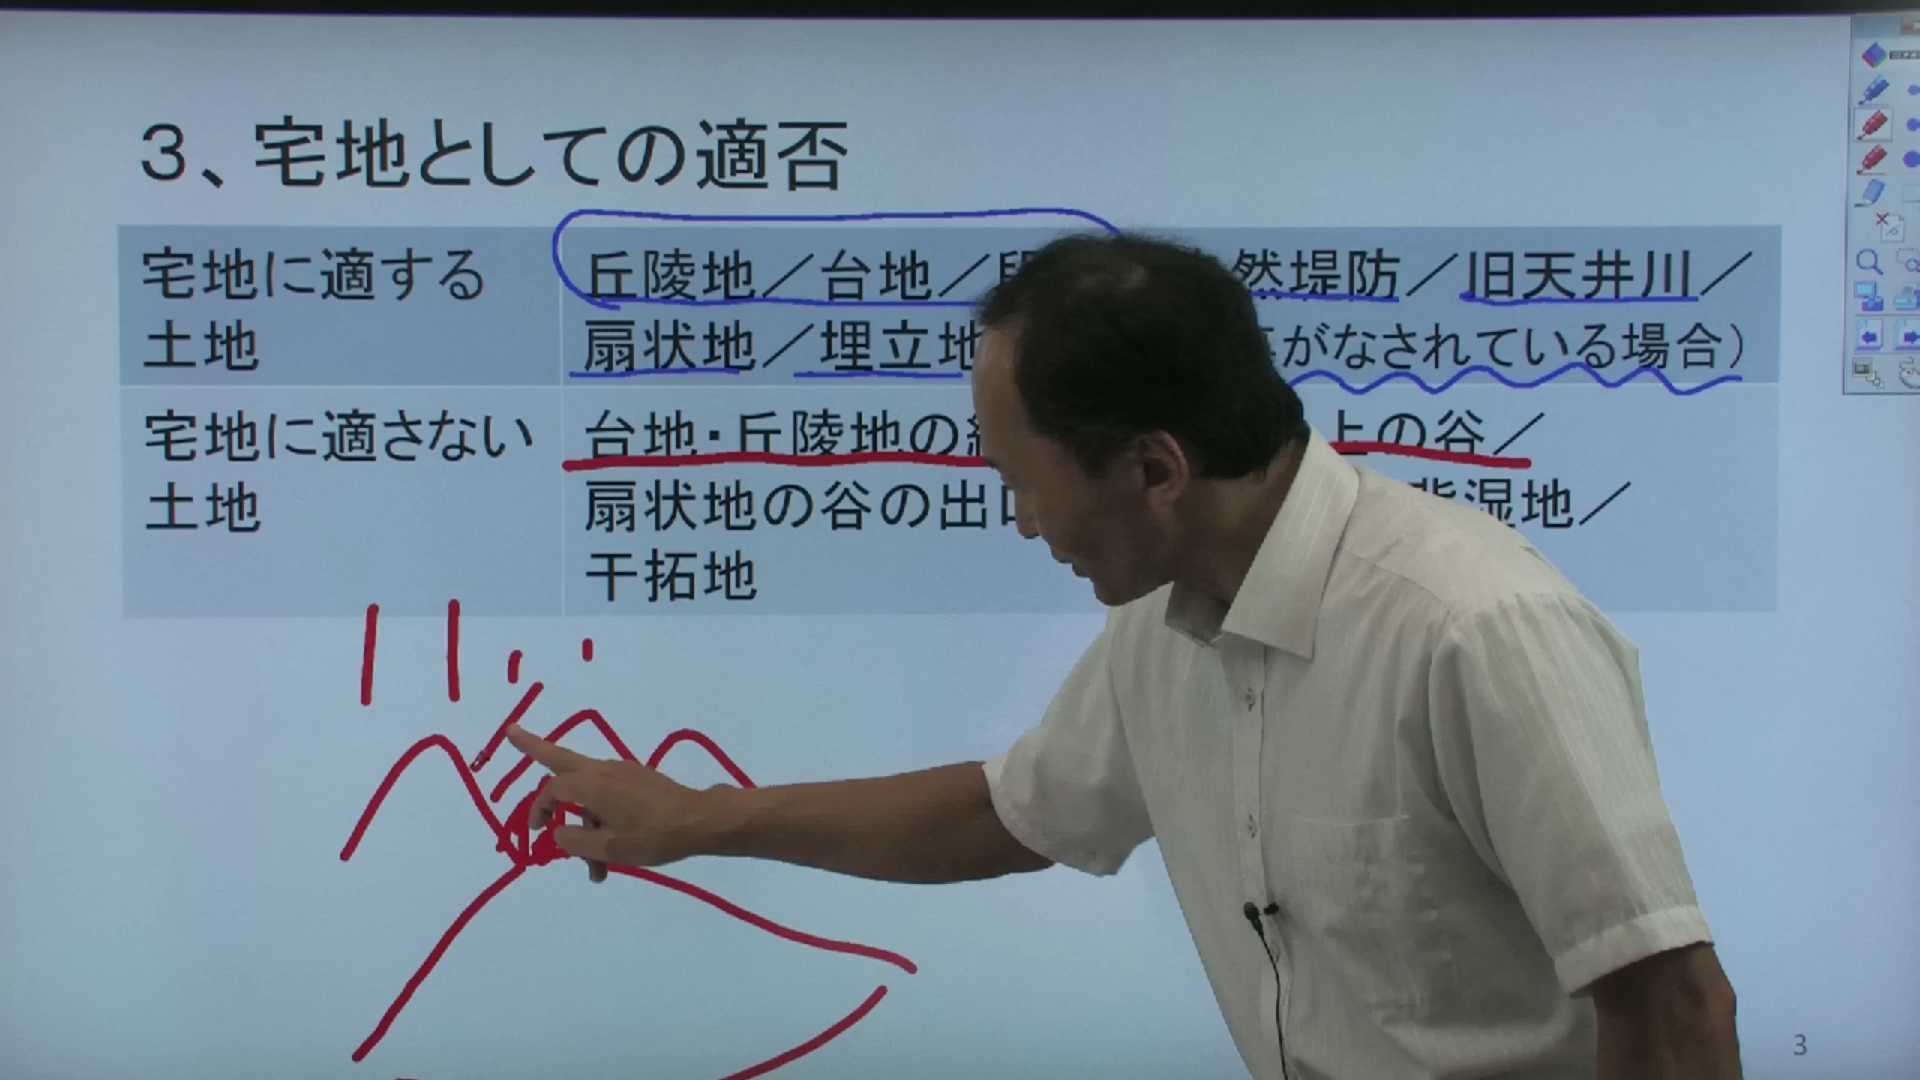 ３、宅地としての適否
宅地に適する
土地
丘陵地／台地／
然堤防／旧天井川／
扇状地／埋立地
がなされている場合）
宅地に適さない
土地
台地・丘陵地の
上の谷／
扇状地の谷の出口
背湿地／
干拓地
3